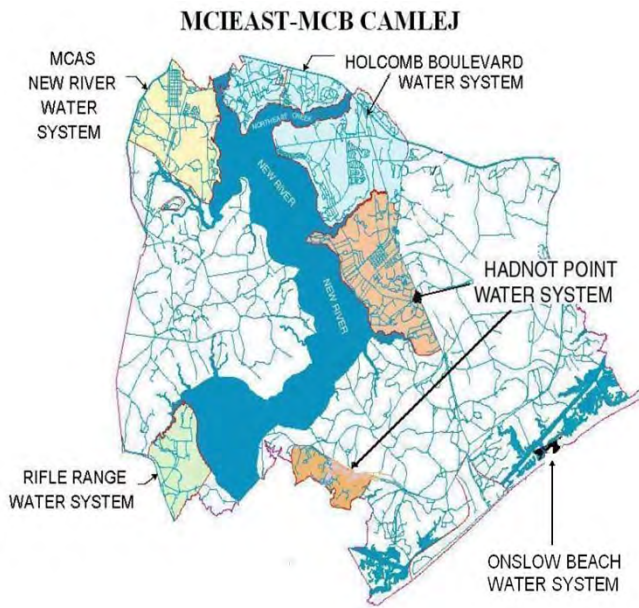 MCIEAST-MCB CAMLEJ
MCAS
NEW RIVER
WATER
SYSTEM
HOLCOMB BOULEVARD
WATER SYSTEM
NORTHEAST CREEK
NEW RIVER
NEW RIVER
HADNOT POINT
WATER SYSTEM
RIFLE RANGE
WATER SYSTEM
ONSLOW BEACH
WATER SYSTEM